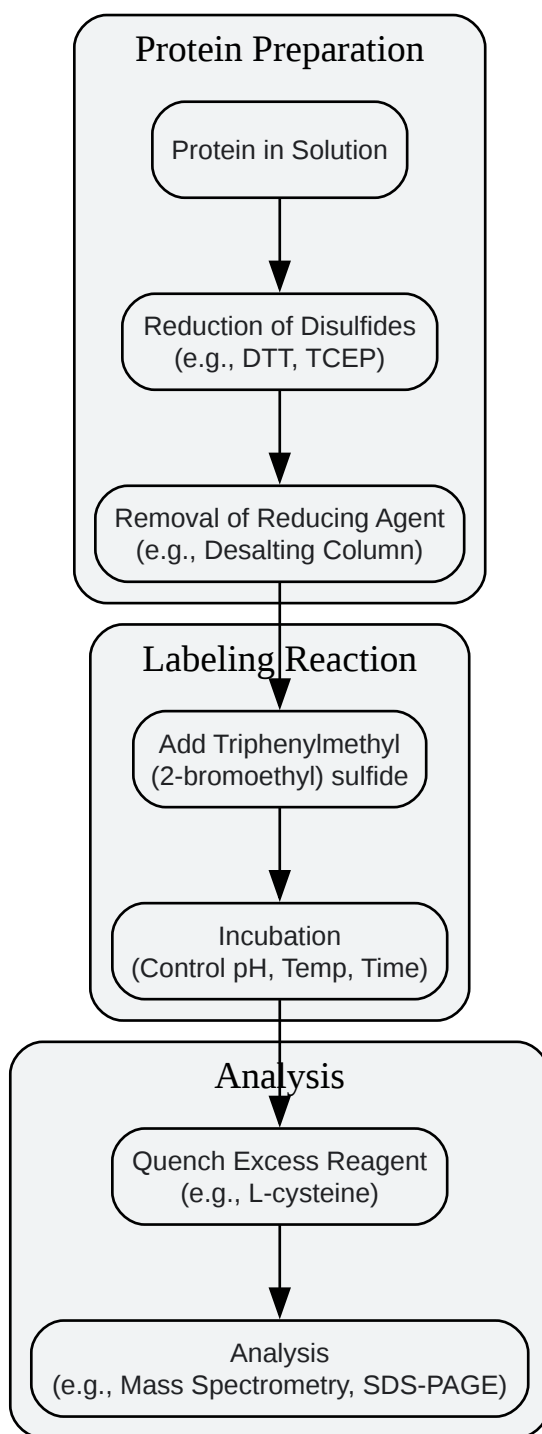 Protein Preparation
Protein in Solution
Reduction of Disulfides
(e.g., DTT, TCEP)
Removal of Reducing Agent
(e.g., Desalting Column)
Labeling Reaction
Add Triphenylmethyl
(2-bromoethyl) sulfide
Incubation
(Control pH, Temp, Time)
Analysis
Quench Excess Reagent
(e.g., L-cysteine)
Analysis
(e.g., Mass Spectrometry, SDS-PAGE)